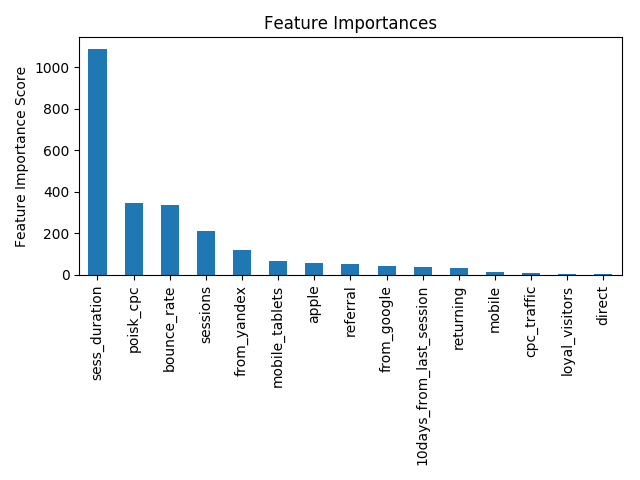 Feature Importances
Feature Importance Score
1000
800
600
400
200
0
sess_duration
poisk_cpc
bounce_rate
sessions
from_yandex
mobile_tablets
apple
referral
from_google
10days_from_last_session
returning
mobile
cpc_traffic
loyal_visitors
direct